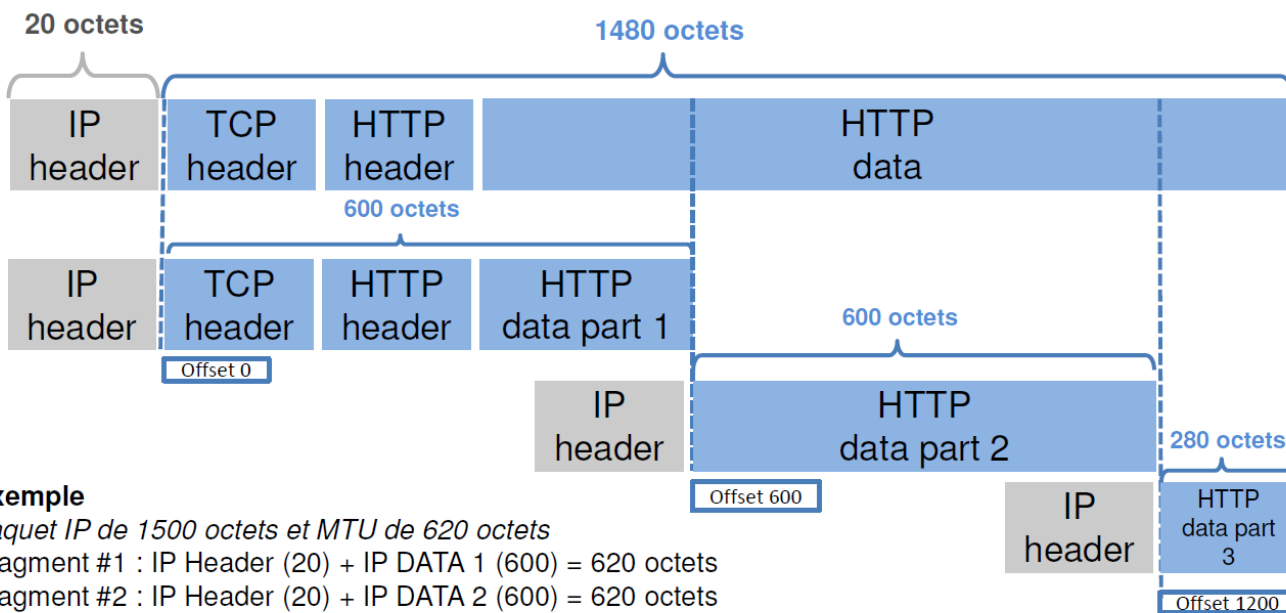 20 octets
1480 octets
IP header
TCP header
HTTP header
HTTP data
600 octets
IP header
TCP header
HTTP header
HTTP data part 1
Offset 0
600 octets
IP header
HTTP data part 2
Offset 600
280 octets
IP header
HTTP data part 3
Offset 1200
xemple
aquet IP de 1500 octets et MTU de 620 octets
agment #1 : IP Header (20) + IP DATA 1 (600) = 620 octets
agment #2 : IP Header (20) + IP DATA 2 (600) = 620 octets